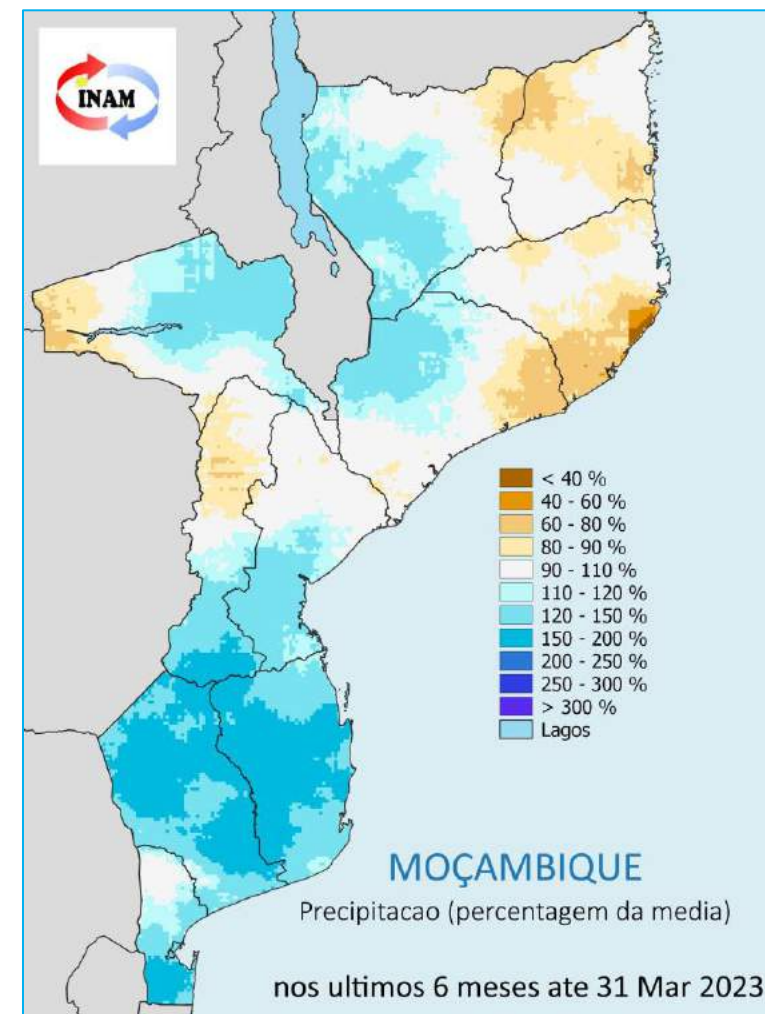 INAM
< 40 %
40 - 60 %
60 - 80 %
80 - 90 %
90 - 110 %
110 - 120 %
120 - 150 %
150 - 200 %
200 - 250 %
250 - 300 %
> 300 %
Lagos
MOÇAMBIQUE
Precipitacao (percentagem da media)
nos ultimos 6 meses ate 31 Mar 2023